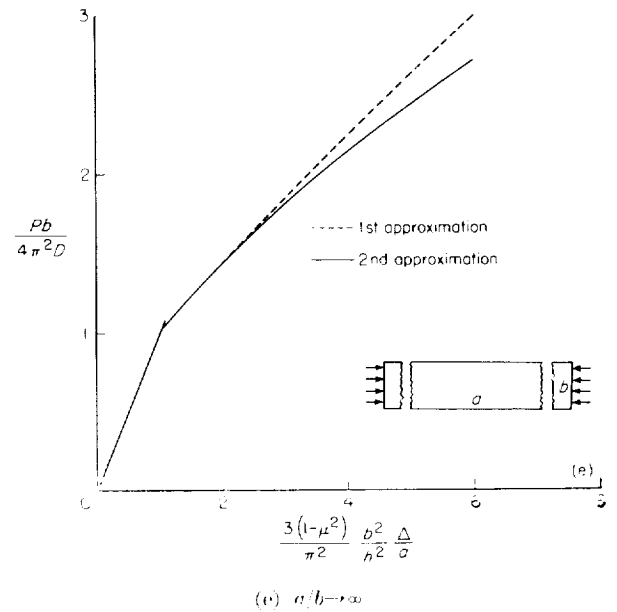 3
2
1
Pb
4π²D
---- 1st approximation
—— 2nd approximation
a
b
(e)
0 2 4 6 8
3(1-μ²) b² Δ
π² h² a
(e) a/b→∞